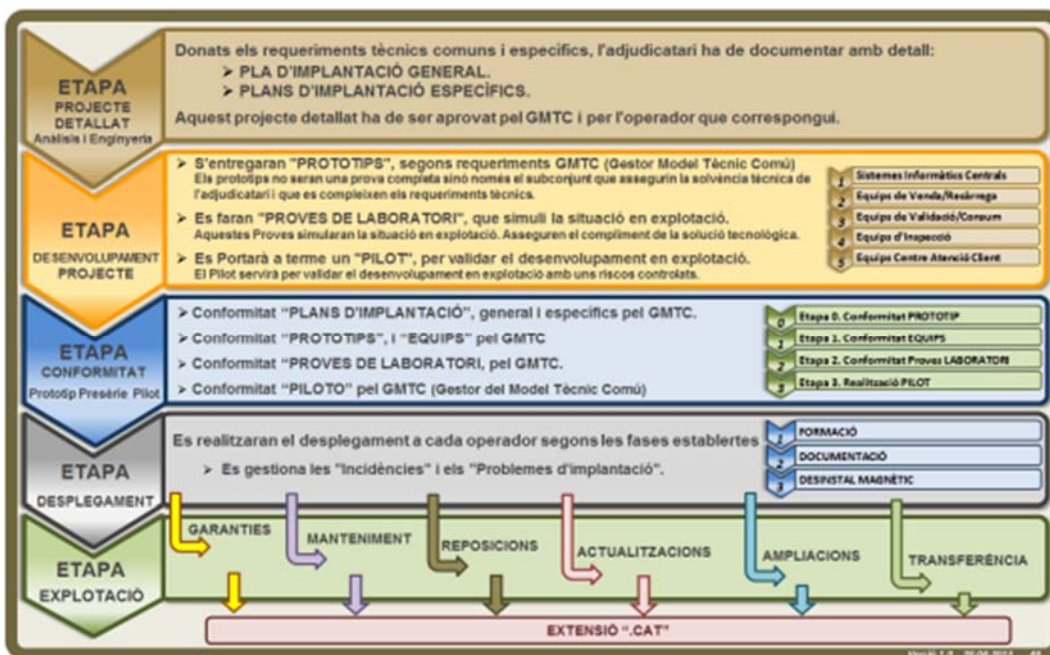 Donats els requeriments tècnics comuns i específics, l'adjudicatari ha de documentar amb detall:
➢ PLA D'IMPLANTACIÓ GENERAL.
➢ PLANS D'IMPLANTACIÓ ESPECÍFICS.
Aquest projecte detallat ha de ser aprovat pel GMTC i per l'operador que correspongui.
ETAPA
PROJECTE
DETALLAT
Anàlisis i Enginyeria
➢ S'entregaran "PROTOTIPS", segons requeriments GMTC (Gestor Model Tècnic Comú)
Els prototips no seran una prova completa sinó només el subconjunt que assegurin la solvència tècnica de
l'adjudicatari i que es compleixen els requeriments tècnics.
➢ Es faran "PROVES DE LABORATORI", que simuli la situació en explotació.
Aquestes Proves simularan la situació en explotació. Asseguren el compliment de la solució tecnològica.
➢ Es Portarà a terme un "PILOT", per validar el desenvolupament en explotació.
El Pilot servirà per validar el desenvolupament en explotació amb uns riscos controlats.
ETAPA
DESENVOLUPAMENT
PROJECTE
1 Sistemes Informàtics Centrals
2 Equips de Venda/Recàrrega
3 Equips de Validació/Consum
4 Equips d'Inspecció
5 Equips Centre Atenció Client
ETAPA
CONFORMITAT
Prototip Presèrie Pilot
➢ Conformitat "PLANS D'IMPLANTACIÓ", general i específics pel GMTC.
➢ Conformitat "PROTOTIPS", i "EQUIPS" pel GMTC
➢ Conformitat "PROVES DE LABORATORI, pel GMTC.
➢ Conformitat "PILOTO" pel GMTC (Gestor del Model Tècnic Comú)
0 Etapa 0. Conformitat PROTOTIP
1 Etapa 1. Conformitat EQUIPS
2 Etapa 2. Conformitat Proves LABORATORI
3 Etapa 3. Realització PILOT
ETAPA
DESPLEGAMENT
Es realitzaran el desplegament a cada operador segons les fases establertes
➢ Es gestiona les "Incidències" i els "Problemes d'implantació".
1 FORMACIÓ
2 DOCUMENTACIÓ
3 DESINSTAL MAGNÈTIC
ETAPA
EXPLOTACIÒ
GARANTIES
MANTENIMENT
REPOSICIONS
ACTUALITZACIONS
AMPLIACIONS
TRANSFERÈNCIA
EXTENSIÓ ".CAT"